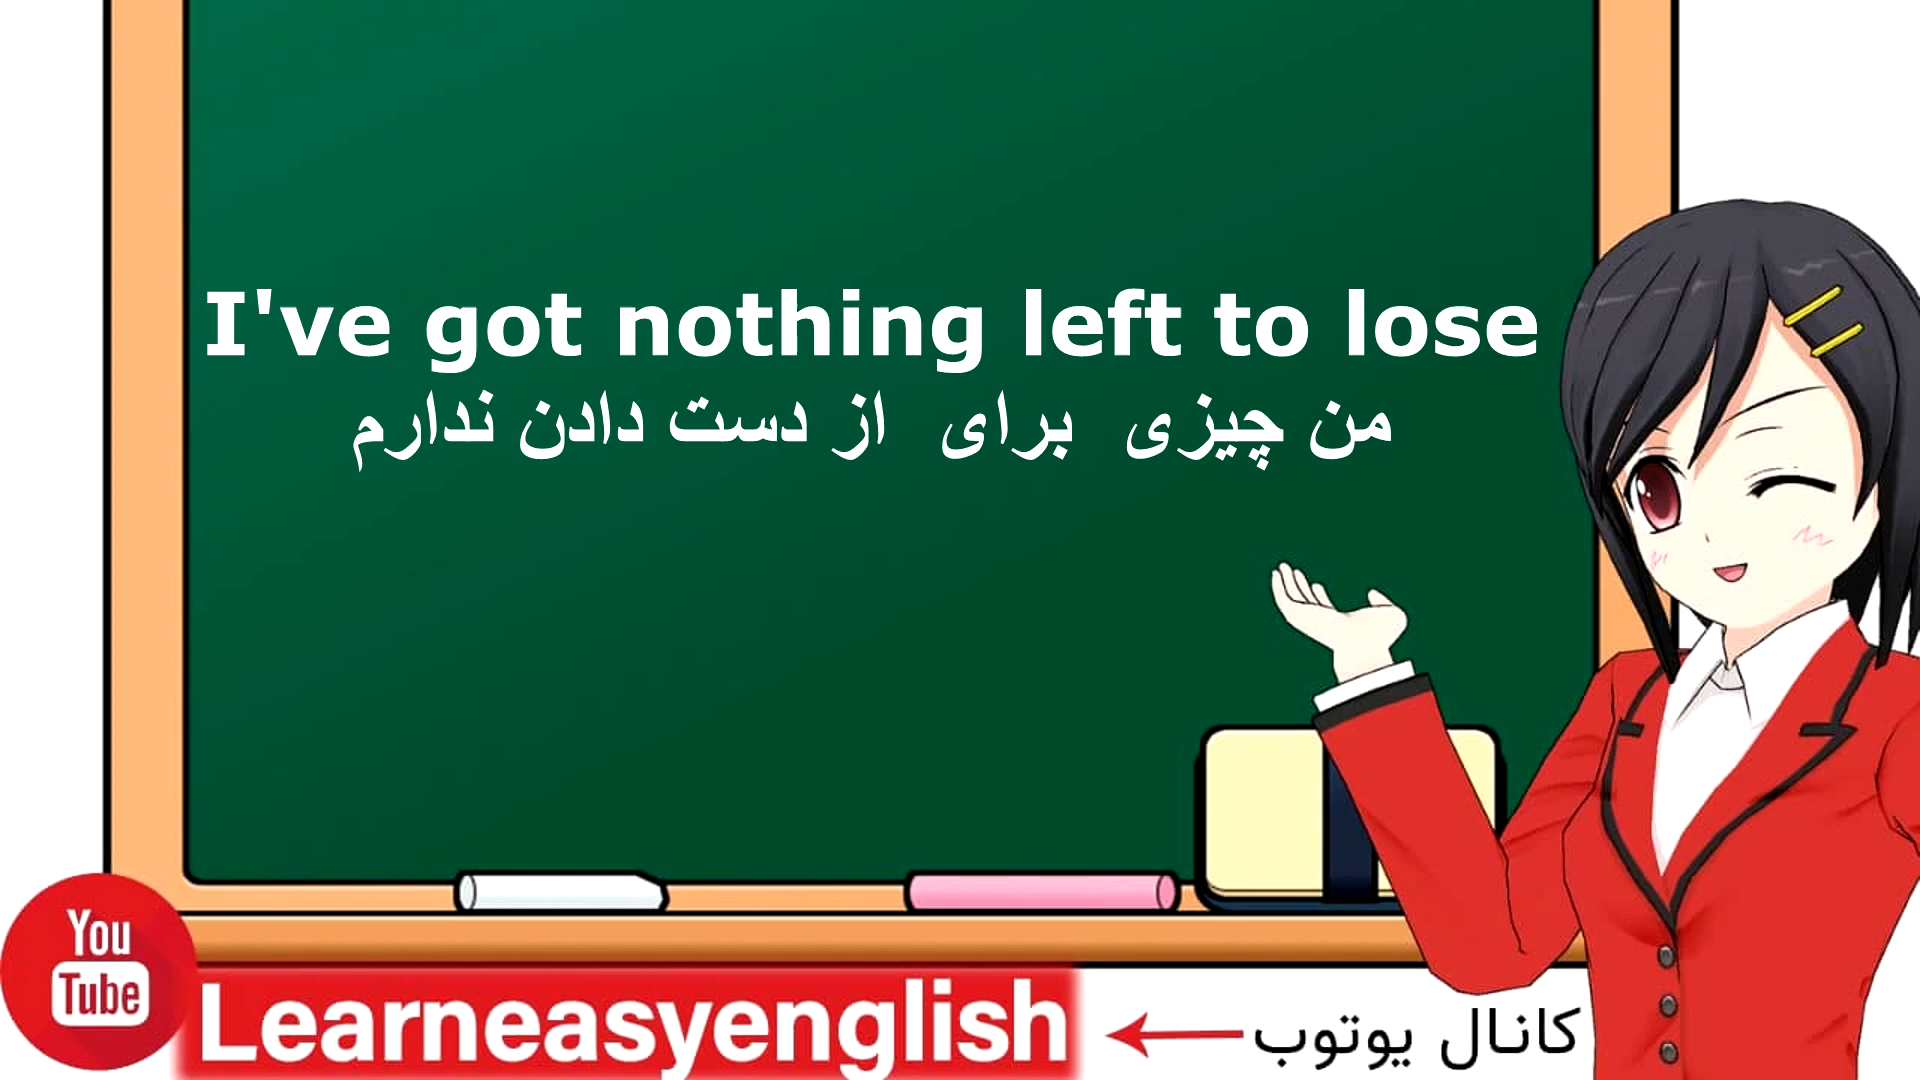 I've got nothing left to lose
من چیزی برای از دست دادن ندارم
You
Tube
Learneasyenglish
کانال یوتوب